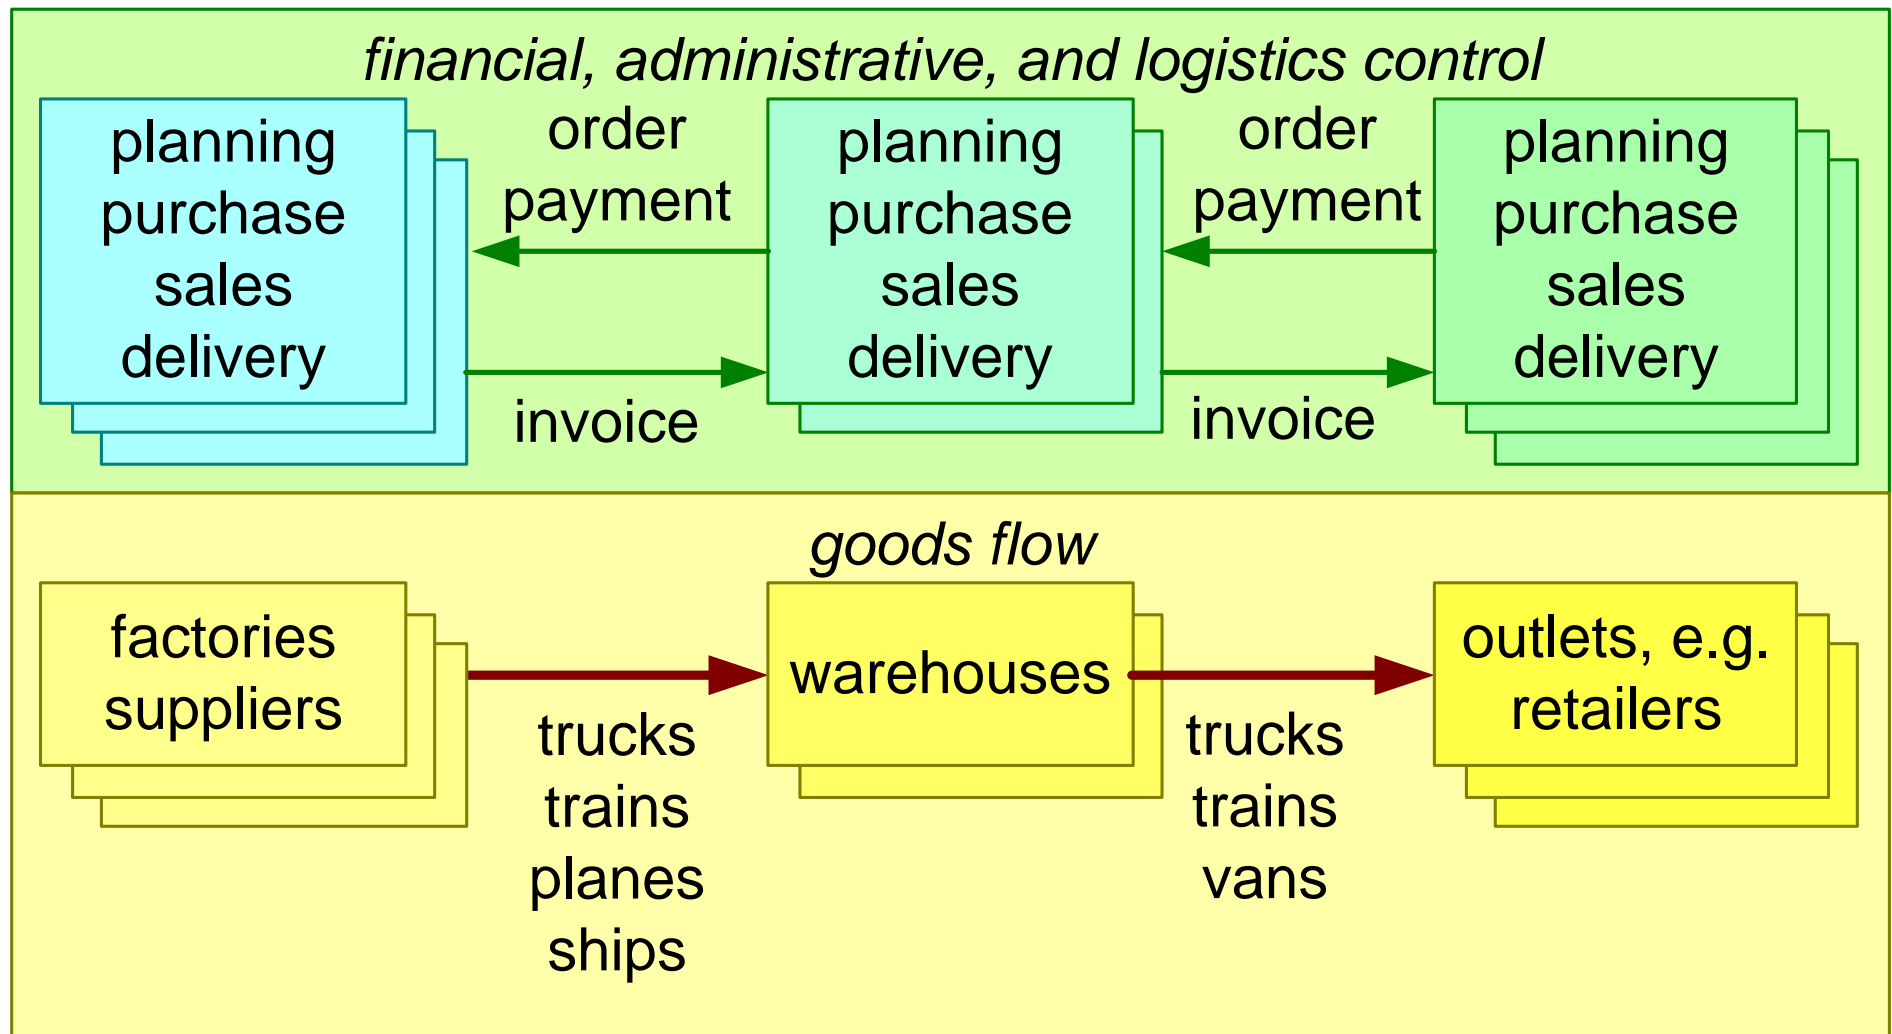 financial, administrative, and logistics control
planning
purchase
sales
delivery
order
payment
invoice
planning
purchase
sales
delivery
order
payment
invoice
planning
purchase
sales
delivery
goods flow
factories
suppliers
trucks
trains
planes
ships
warehouses
trucks
trains
vans
outlets, e.g.
retailers